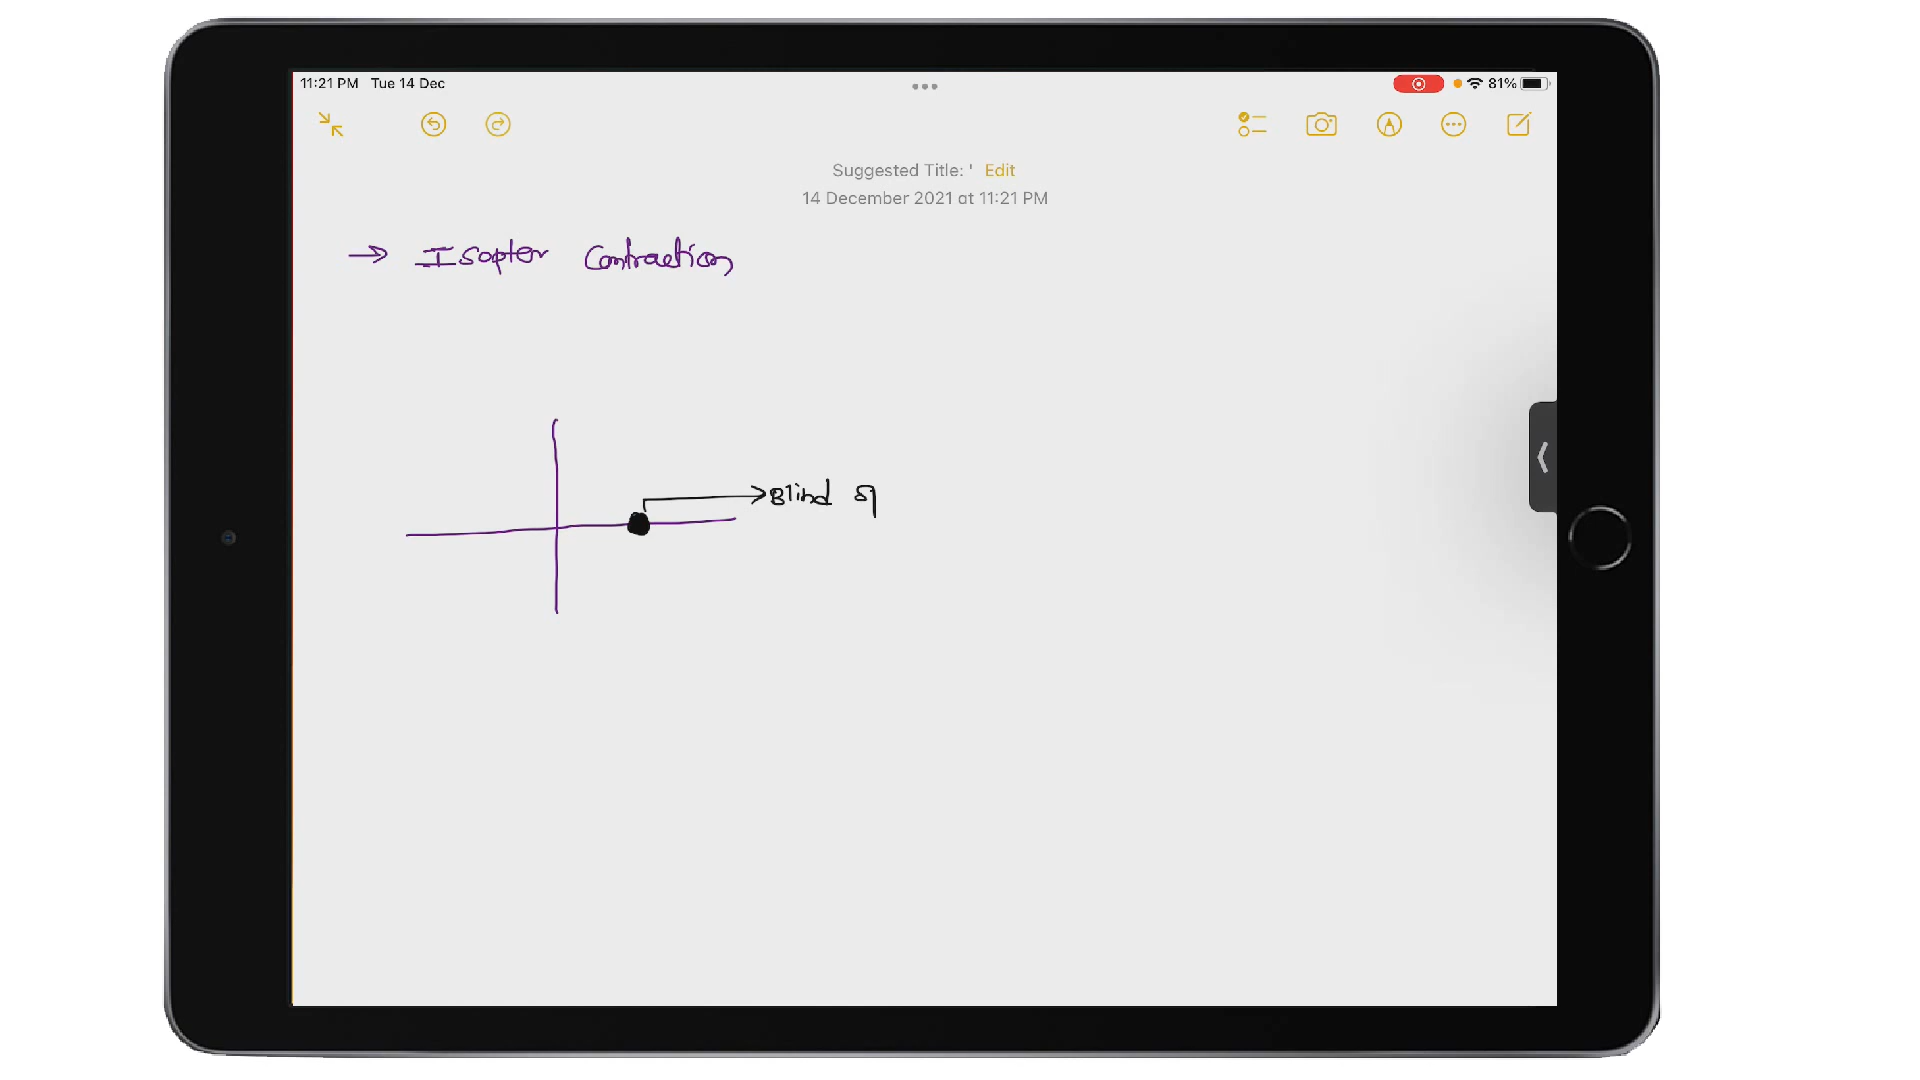 11:21 PM Tue 14 Dec
81%
Suggested Title: ' Edit
14 December 2021 at 11:21 PM
→ Isopter Contraction
Blind